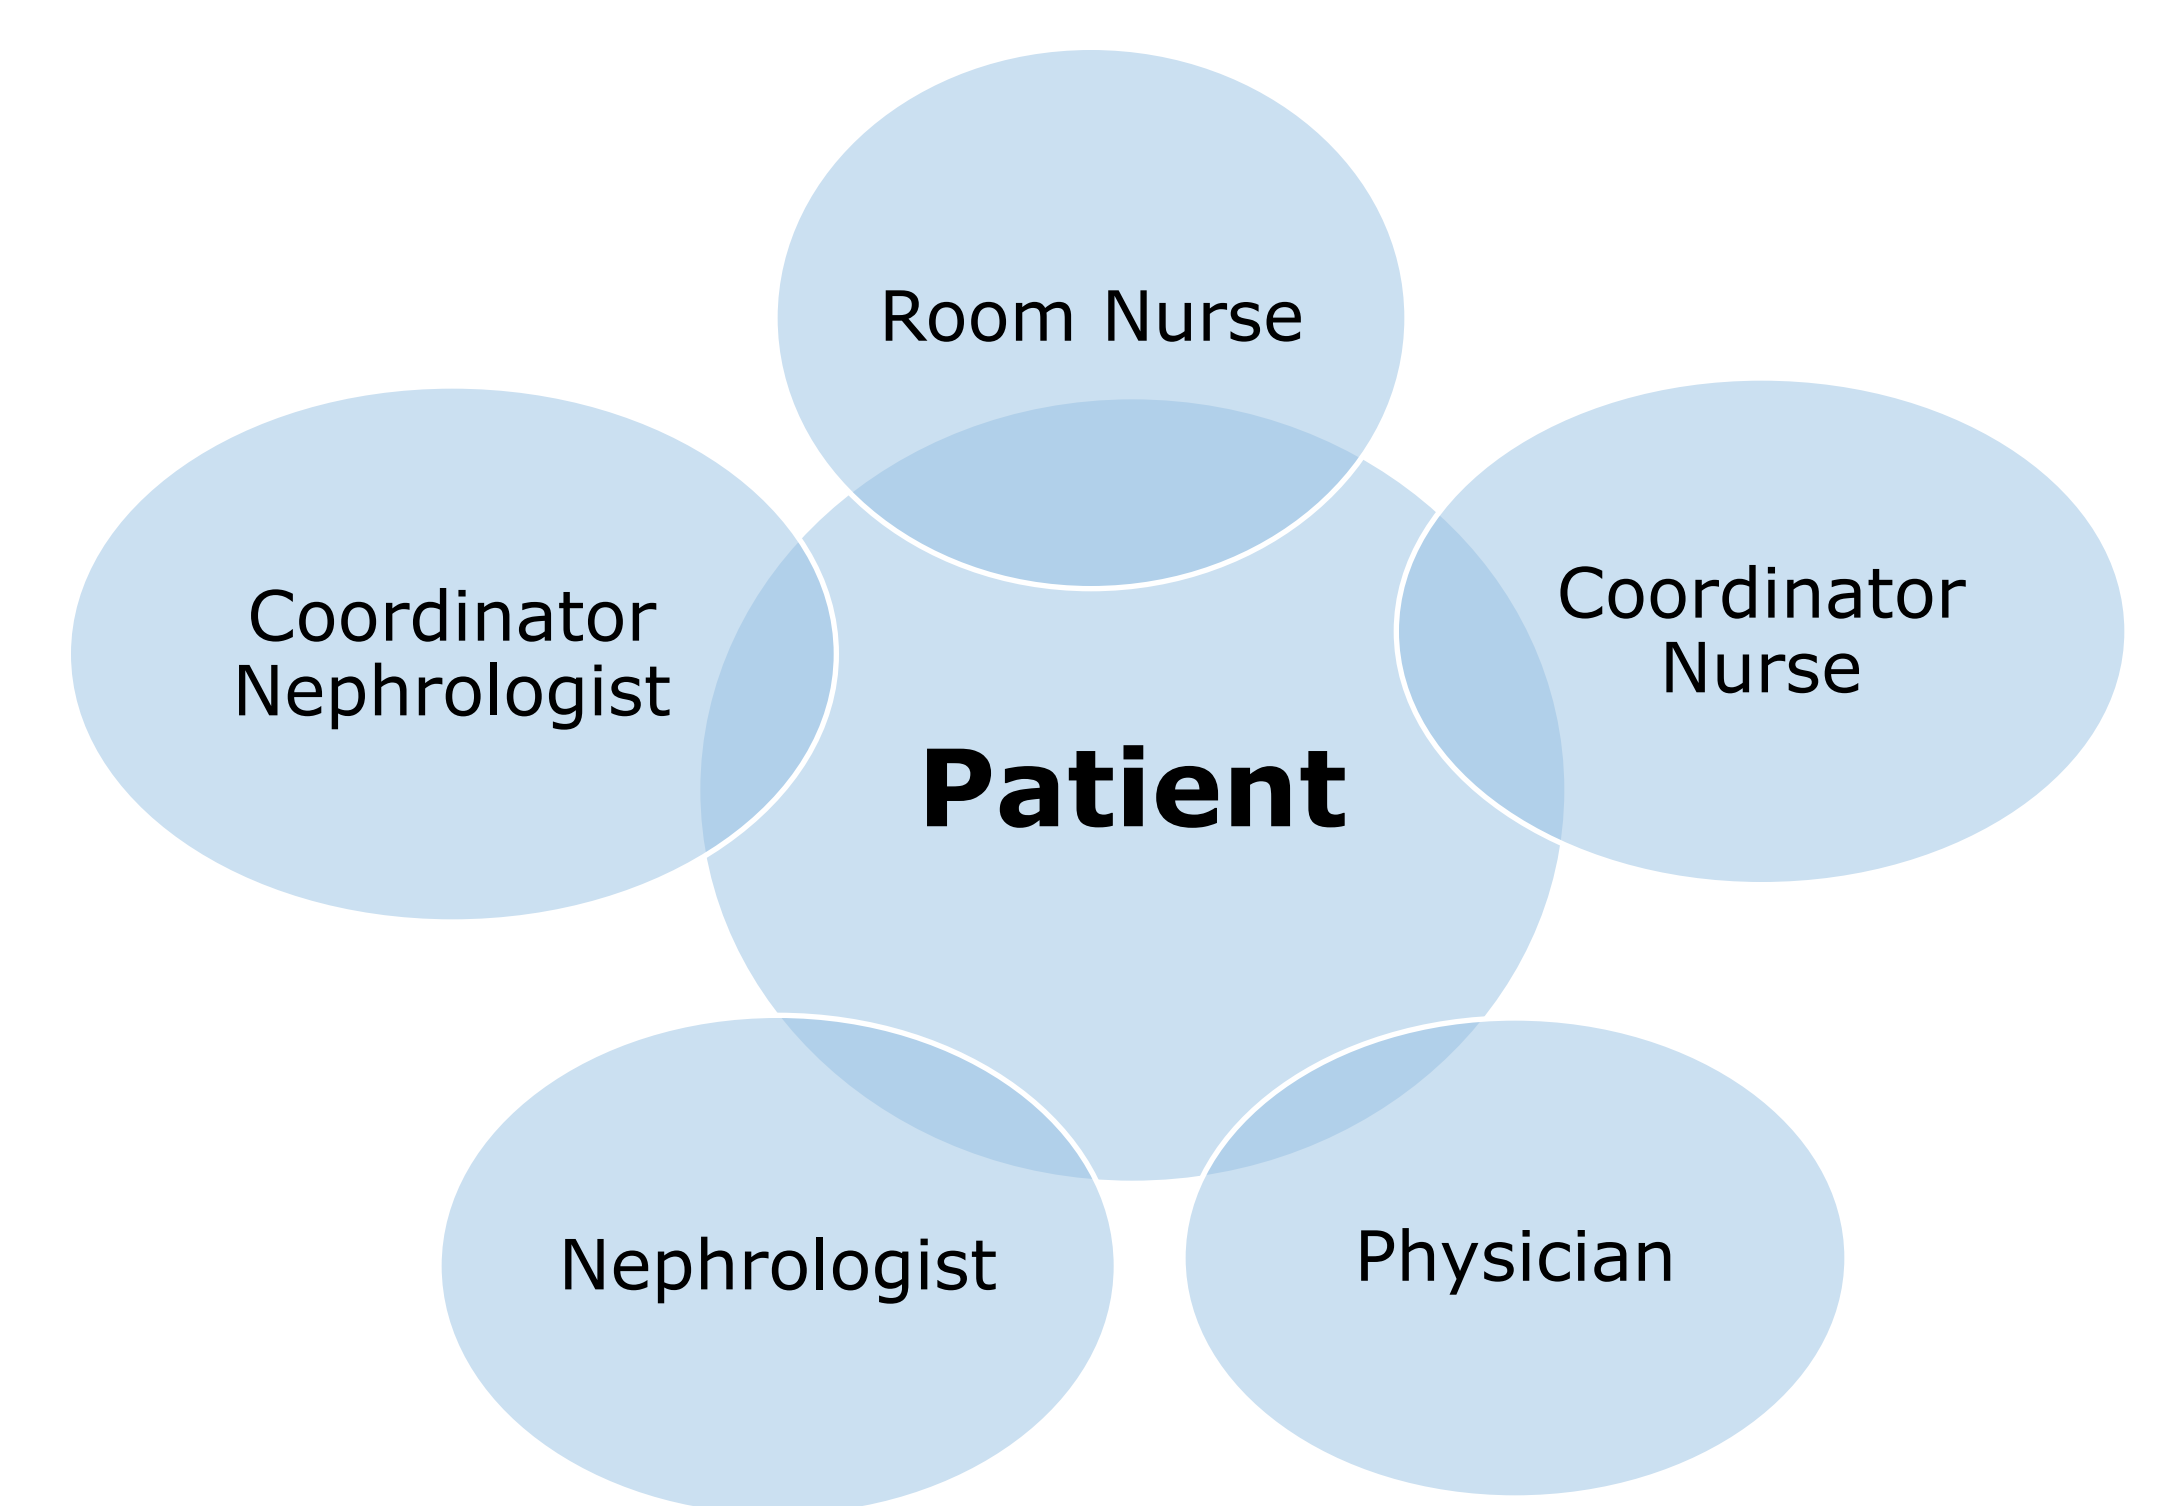 Room Nurse
Coordinator
Nurse
Coordinator
Nephrologist
Patient
Nephrologist
Physician